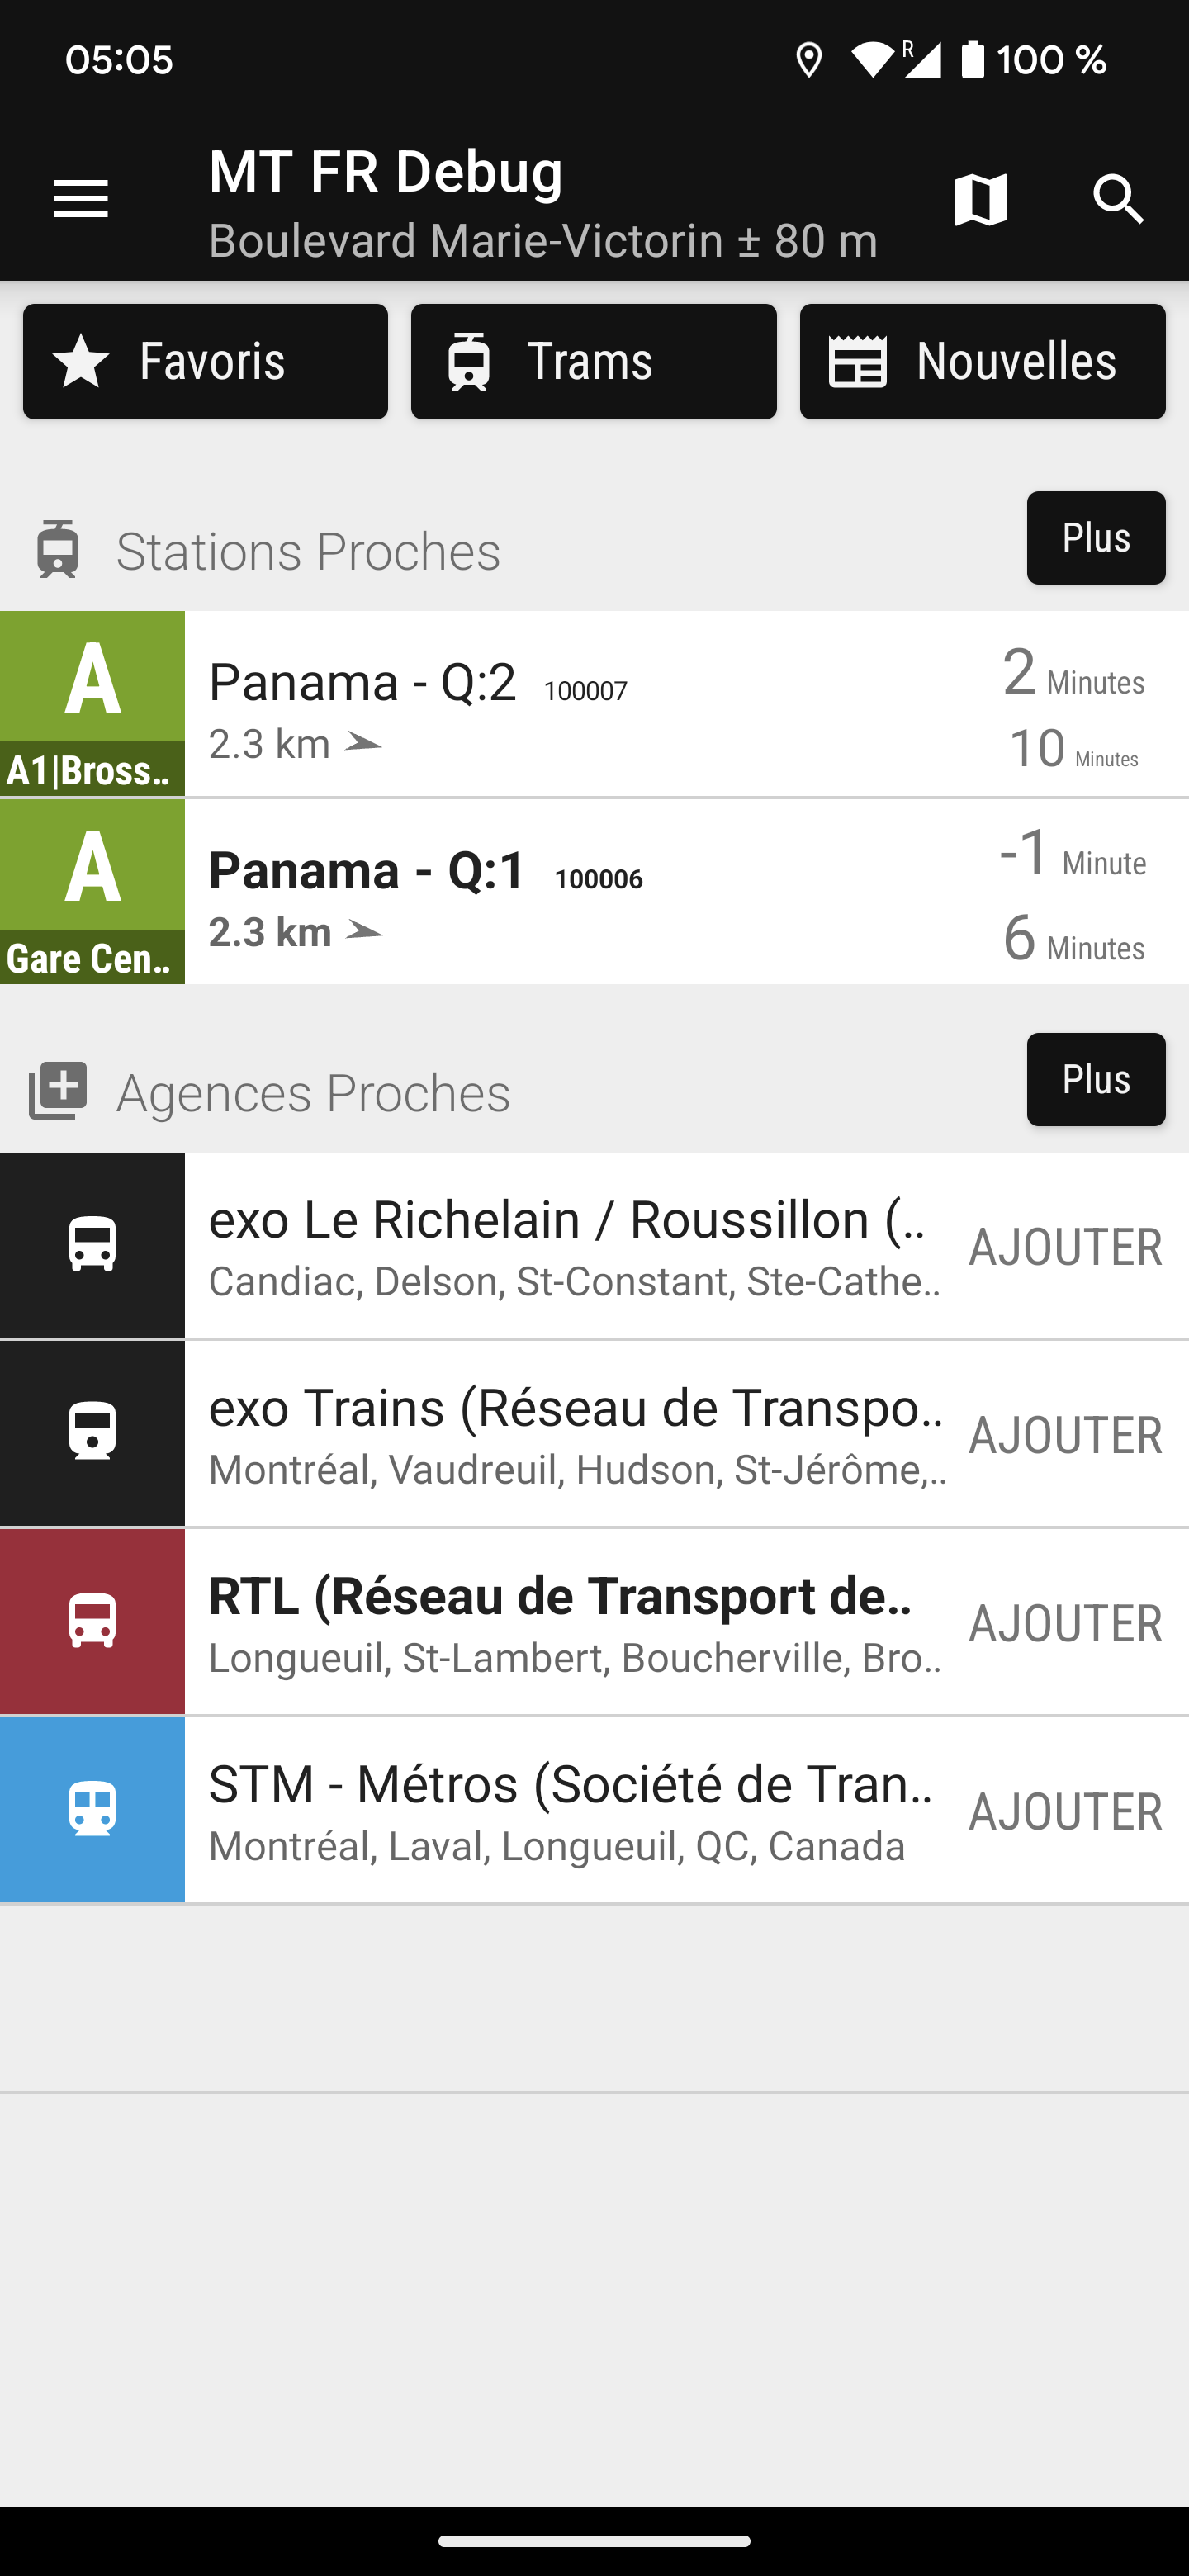 05:05
R
100 %
MT FR Debug
Boulevard Marie-Victorin ± 80 m
Favoris
Trams
Nouvelles
Stations Proches
Plus
A
A1|Bross..
Panama - Q:2 100007
2.3 km
2 Minutes
10 Minutes
A
Gare Cen..
Panama - Q:1 100006
2.3 km
-1 Minute
6 Minutes
Agences Proches
Plus
exo Le Richelain / Roussillon (..
Candiac, Delson, St-Constant, Ste-Cathe..
AJOUTER
exo Trains (Réseau de Transpo..
Montréal, Vaudreuil, Hudson, St-Jérôme,..
AJOUTER
RTL (Réseau de Transport de..
Longueuil, St-Lambert, Boucherville, Bro..
AJOUTER
STM - Métros (Société de Tran..
Montréal, Laval, Longueuil, QC, Canada
AJOUTER